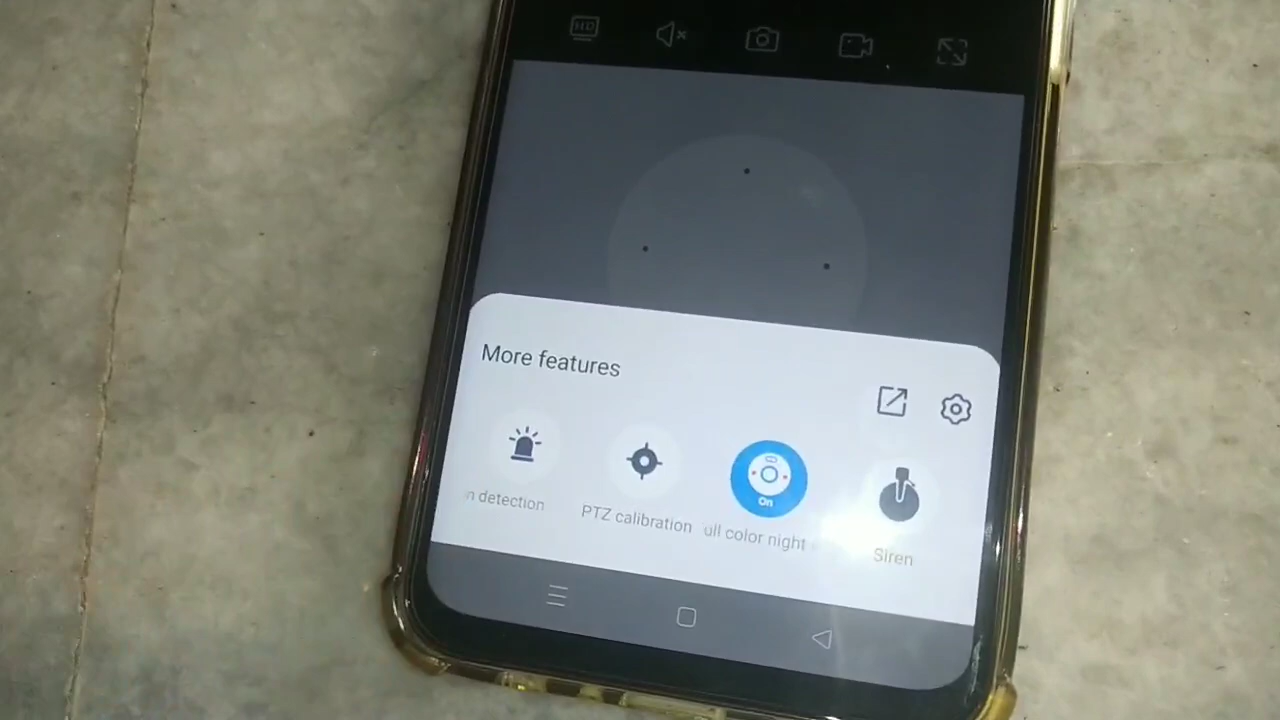 HD
More features
n detection
PTZ calibration
On
ull color night
Siren